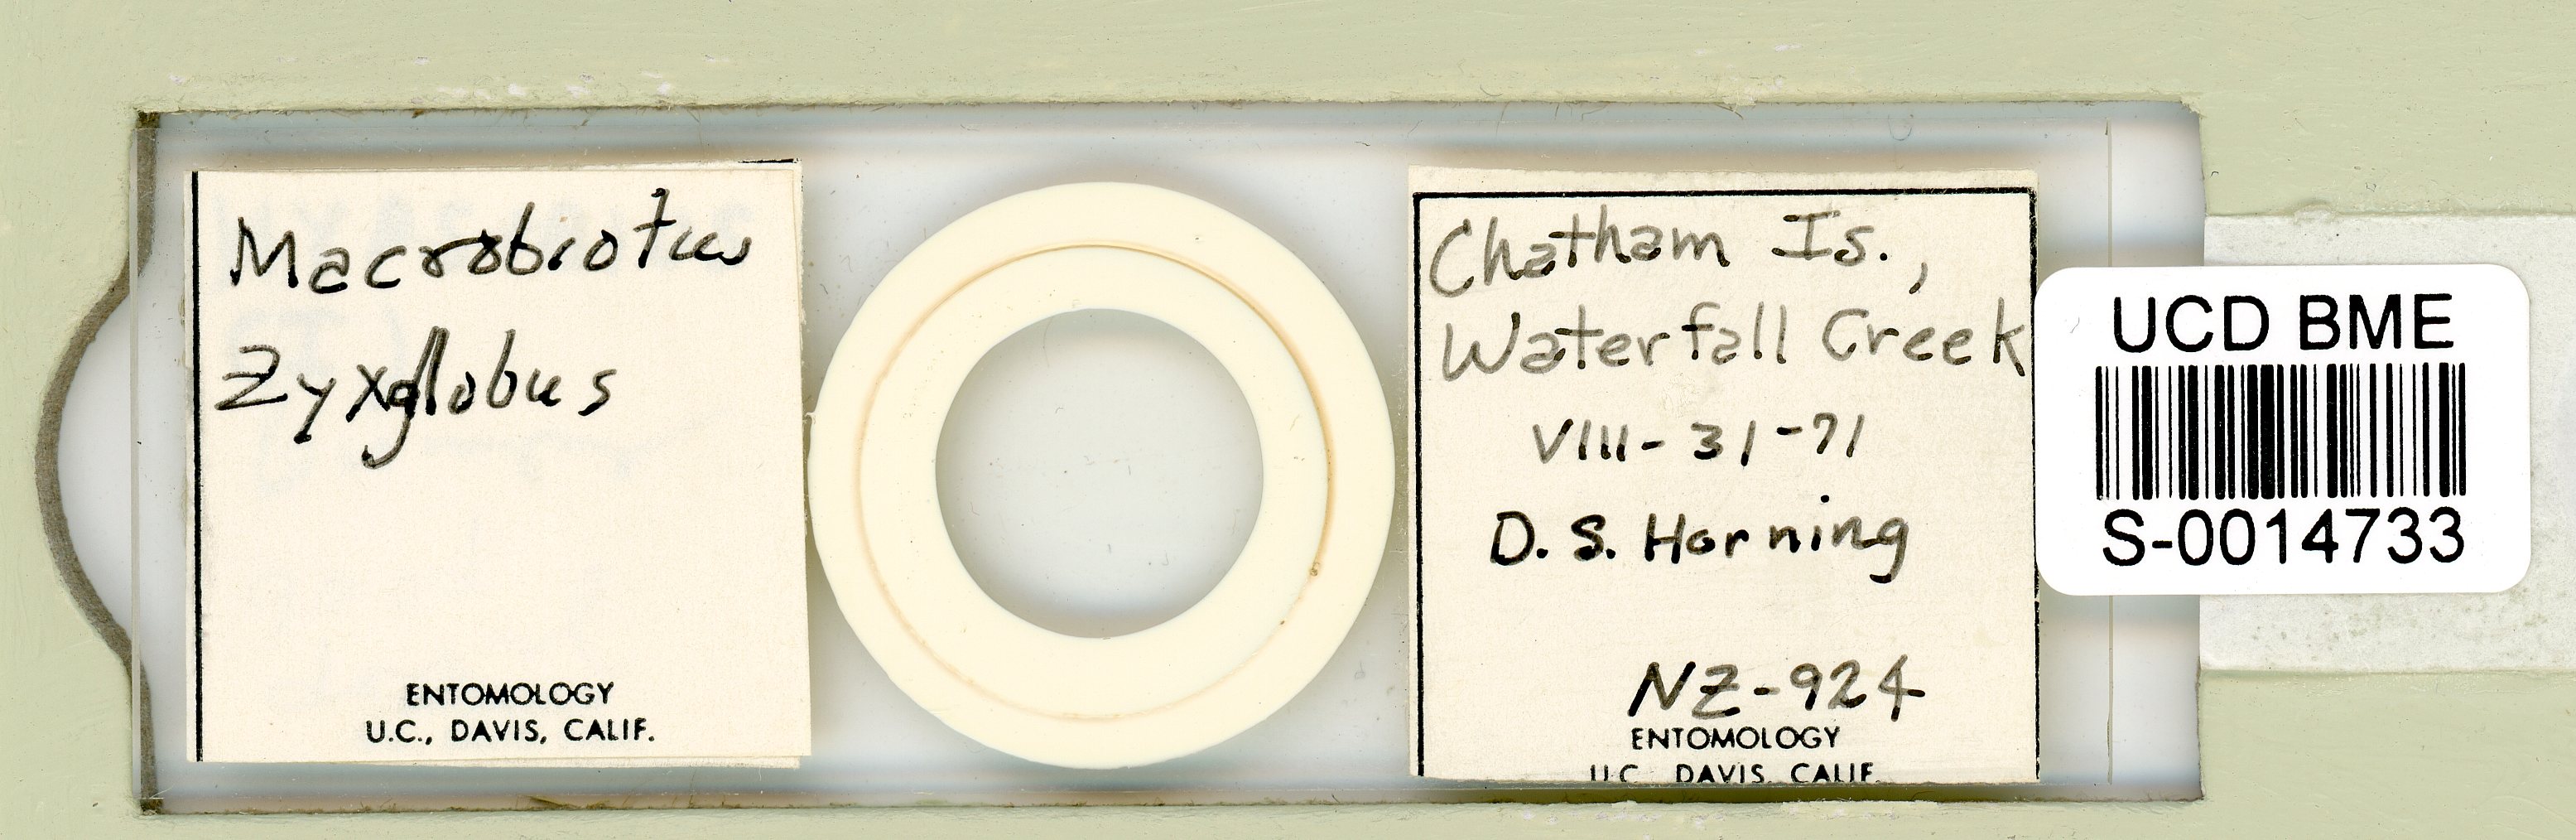 Macrobiotus
Zyxglobus
ENTOMOLOGY
U.C., DAVIS, CALIF.
Chatham Is.,
Waterfall Creek
VIII-31-71
D. S. Horning
NZ-924
ENTOMOLOGY
U.C., DAVIS, CALIF.
UCD BME
S-0014733